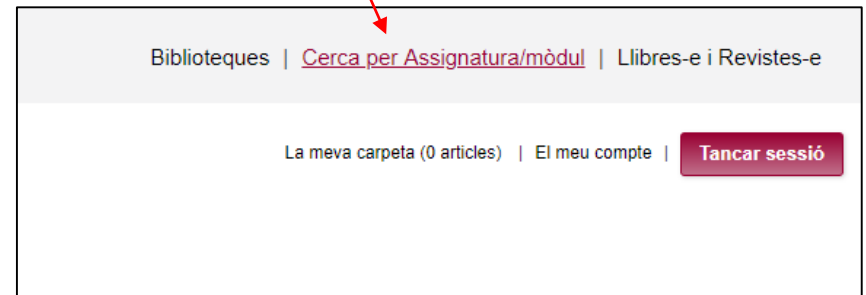 Biblioteques | Cerca per Assignatura/mòdul | Llibres-e i Revistes-e
La meva carpeta (0 articles) | El meu compte | Tancar sessió